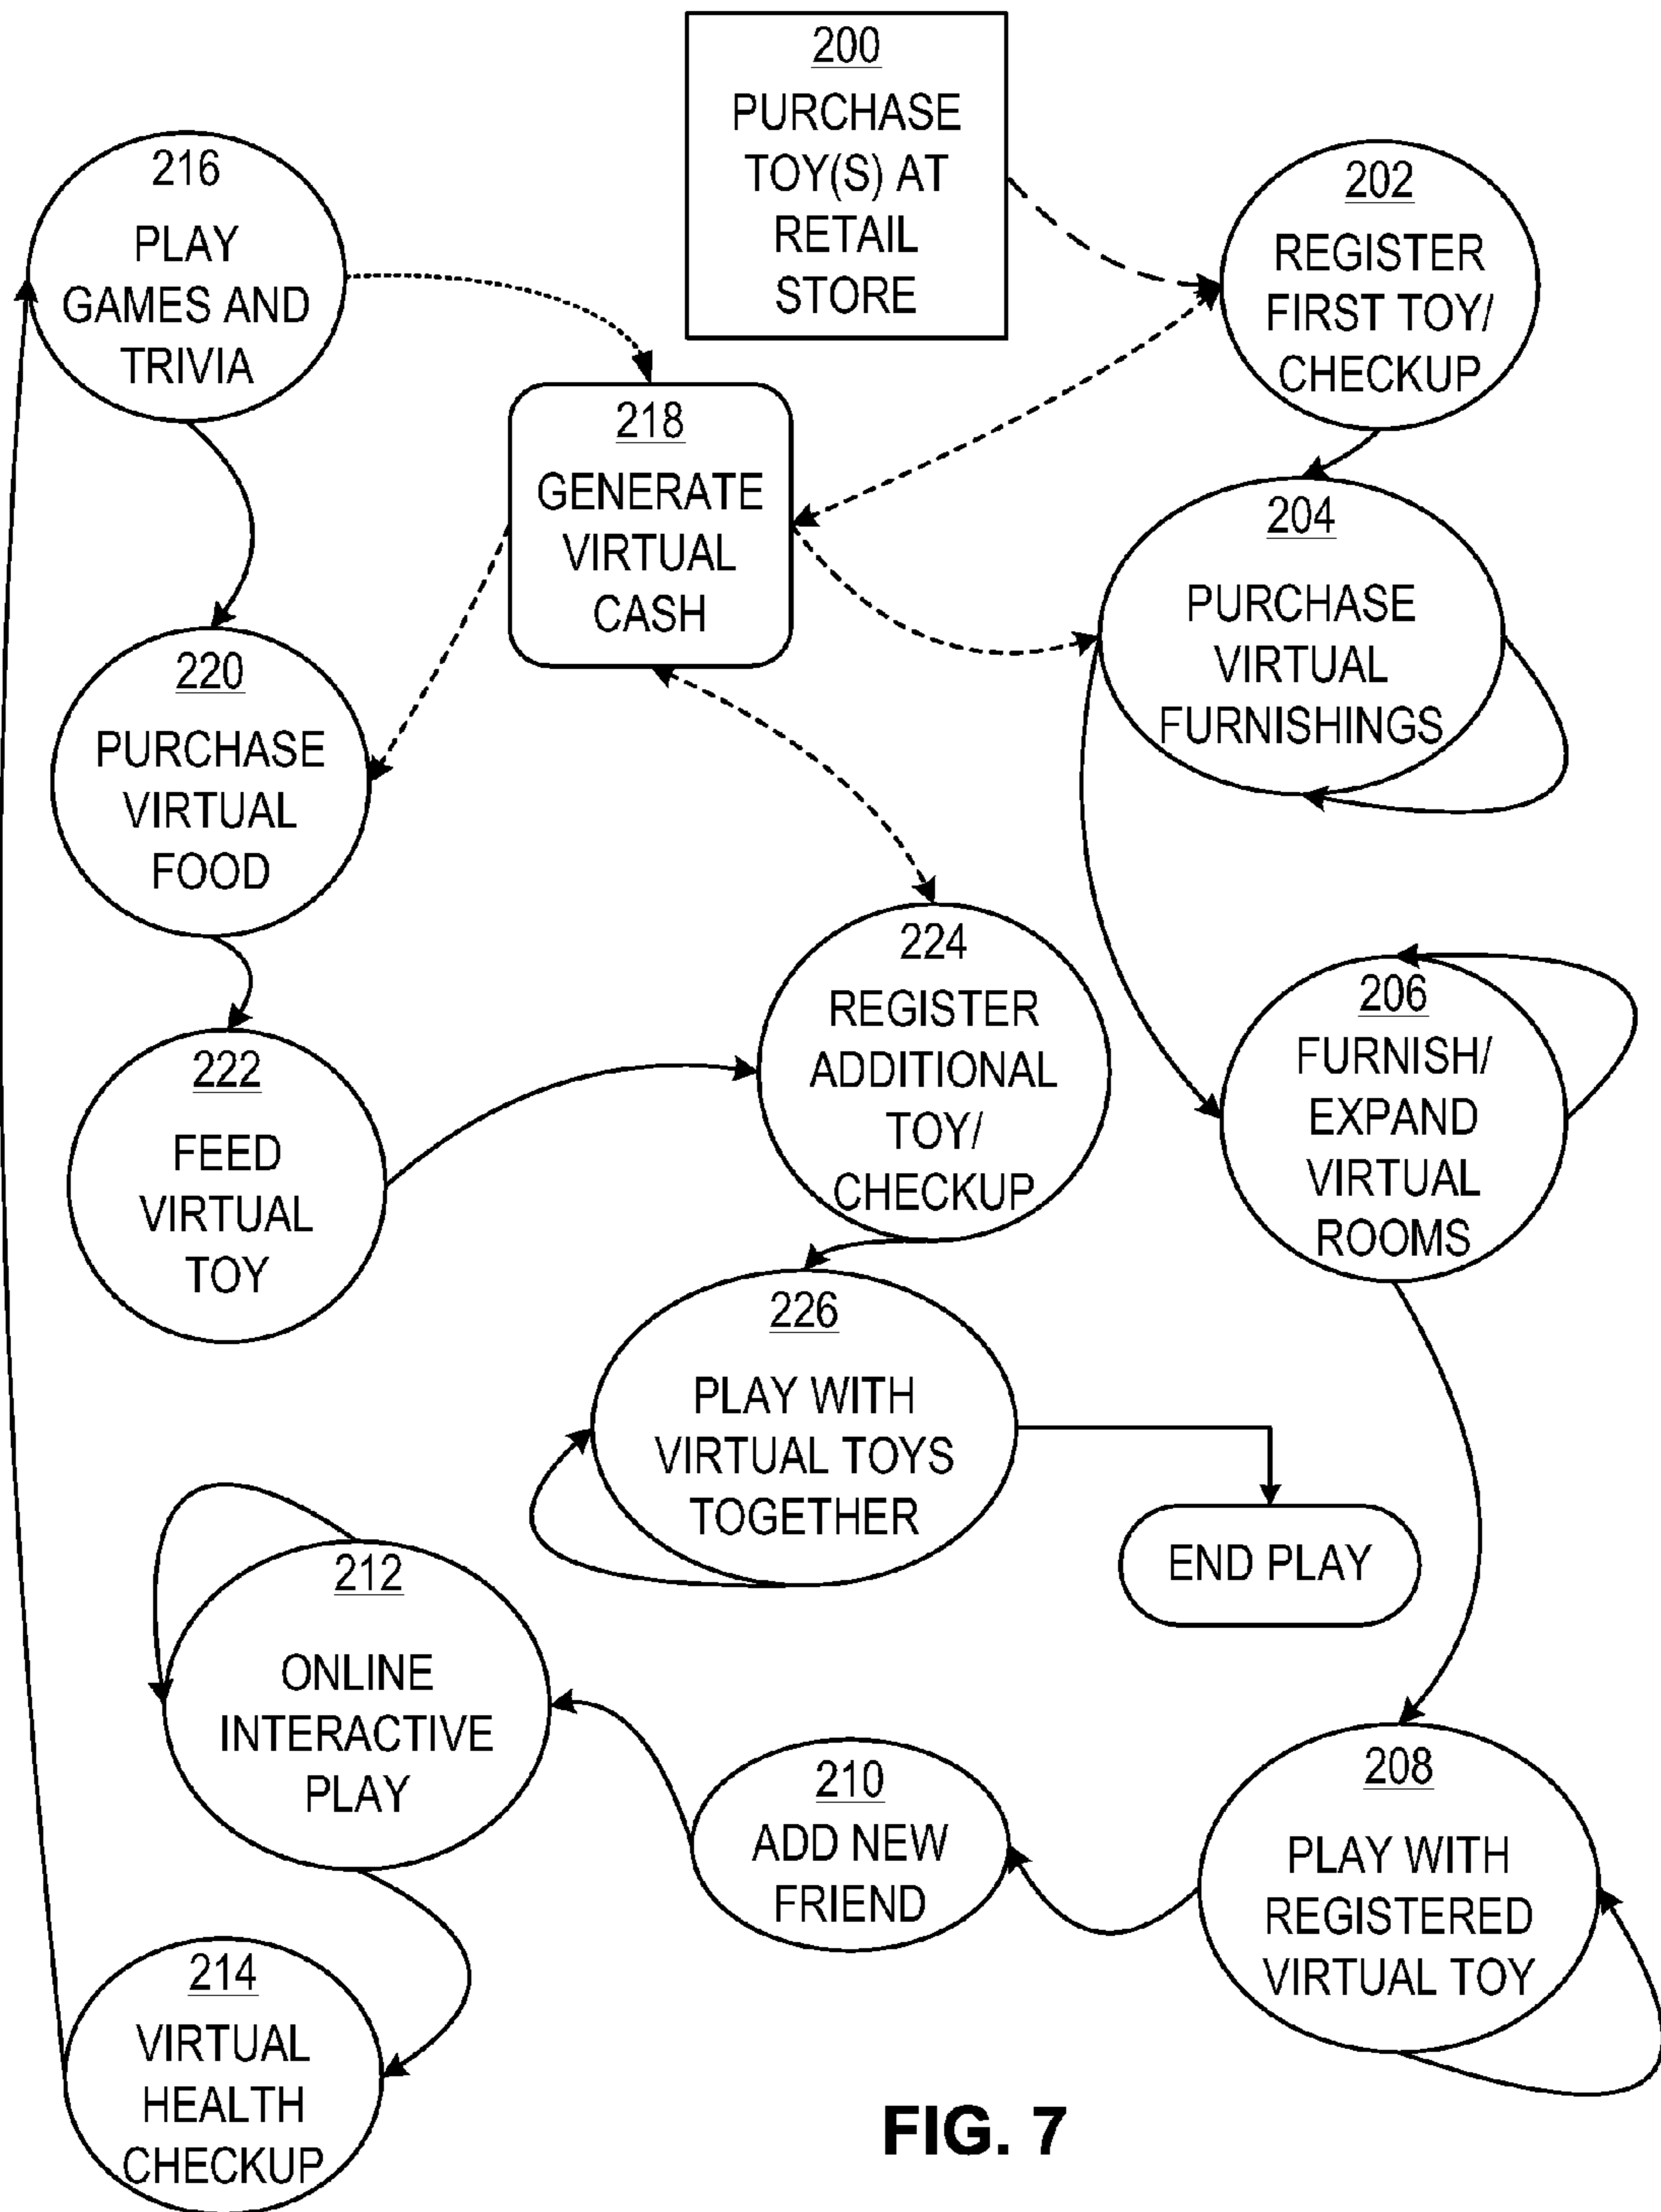 200
PURCHASE
TOY(S) AT
RETAIL
STORE
216
PLAY
GAMES AND
TRIVIA
202
REGISTER
FIRST TOY/
CHECKUP
218
GENERATE
VIRTUAL
CASH
204
PURCHASE
VIRTUAL
FURNISHINGS
220
PURCHASE
VIRTUAL
FOOD
224
REGISTER
ADDITIONAL
TOY/
CHECKUP
206
FURNISH/
EXPAND
VIRTUAL
ROOMS
222
FEED
VIRTUAL
TOY
226
PLAY WITH
VIRTUAL TOYS
TOGETHER
END PLAY
212
ONLINE
INTERACTIVE
PLAY
210
ADD NEW
FRIEND
208
PLAY WITH
REGISTERED
VIRTUAL TOY
214
VIRTUAL
HEALTH
CHECKUP
FIG. 7